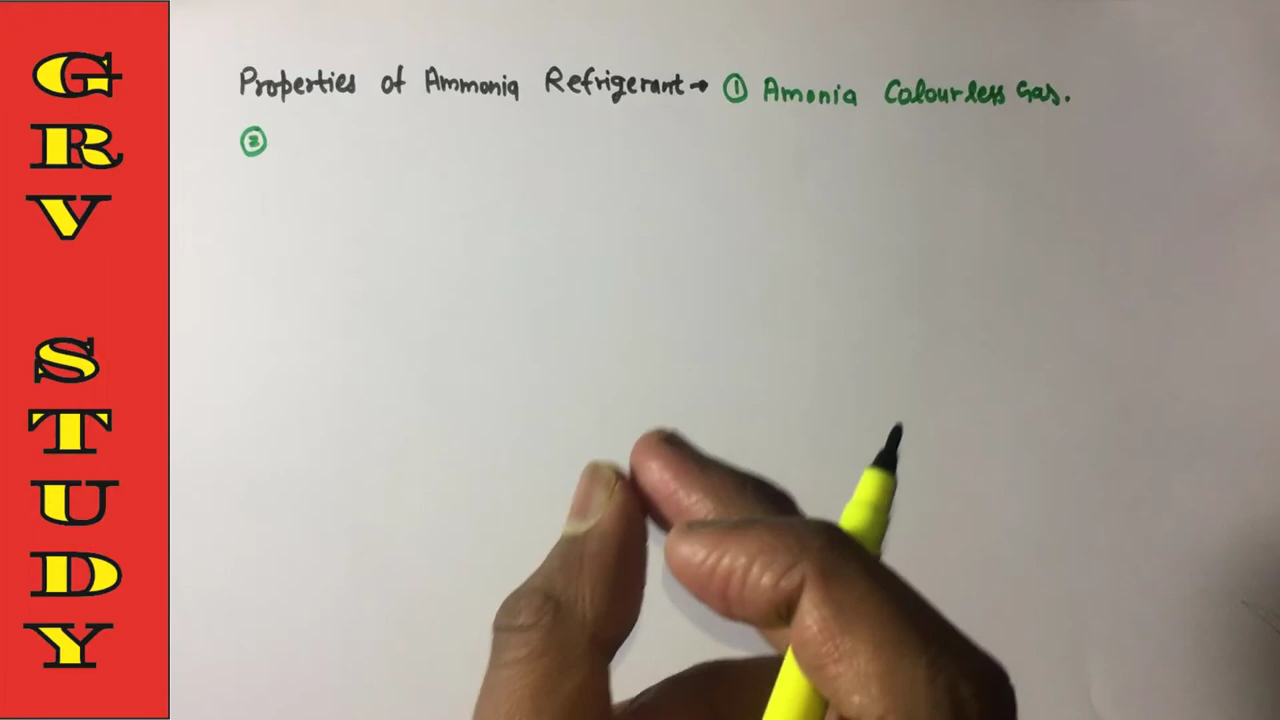 GRV STUDY
Properties of Ammonia Refrigerant → ① Amonia Colourless Gas.
②